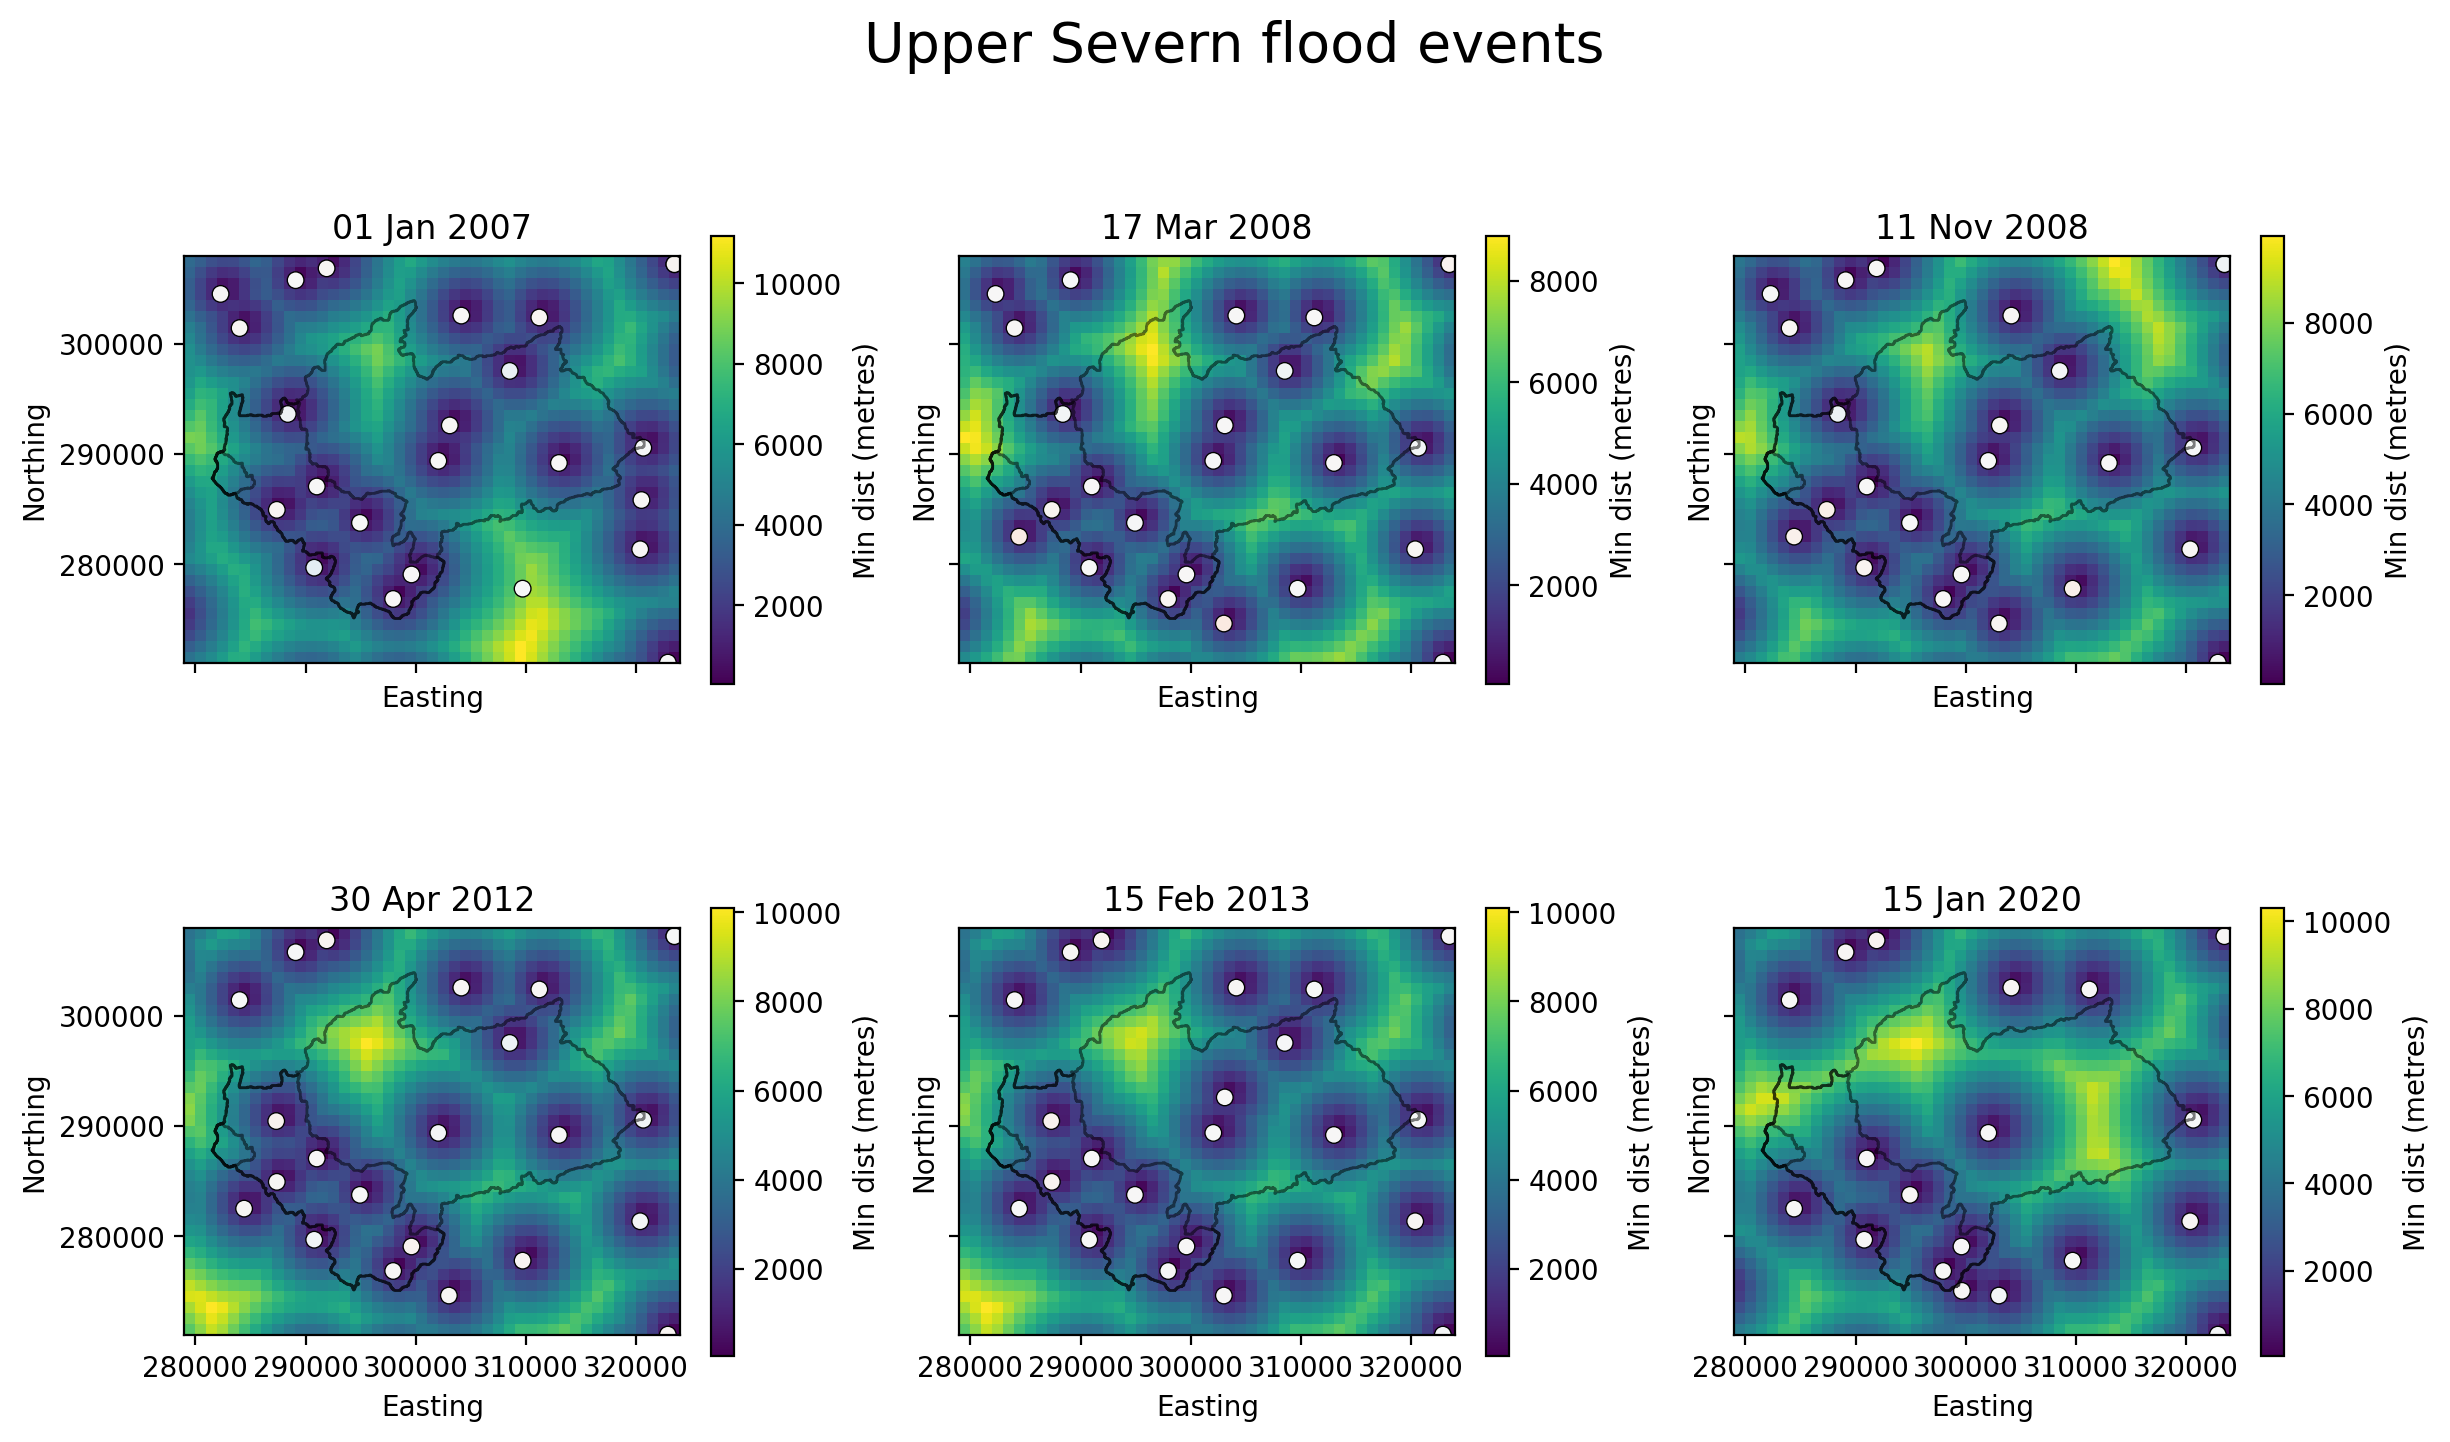 Upper Severn flood events
01 Jan 2007
17 Mar 2008
11 Nov 2008
Northing
300000
290000
280000
Easting
10000
8000
6000
4000
2000
Min dist (metres)
Northing
Easting
8000
6000
4000
2000
Min dist (metres)
Northing
Easting
8000
6000
4000
2000
Min dist (metres)
30 Apr 2012
15 Feb 2013
15 Jan 2020
Northing
300000
290000
280000
280000 290000 300000 310000 320000
Easting
10000
8000
6000
4000
2000
Min dist (metres)
Northing
280000 290000 300000 310000 320000
Easting
10000
8000
6000
4000
2000
Min dist (metres)
Northing
280000 290000 300000 310000 320000
Easting
10000
8000
6000
4000
2000
Min dist (metres)